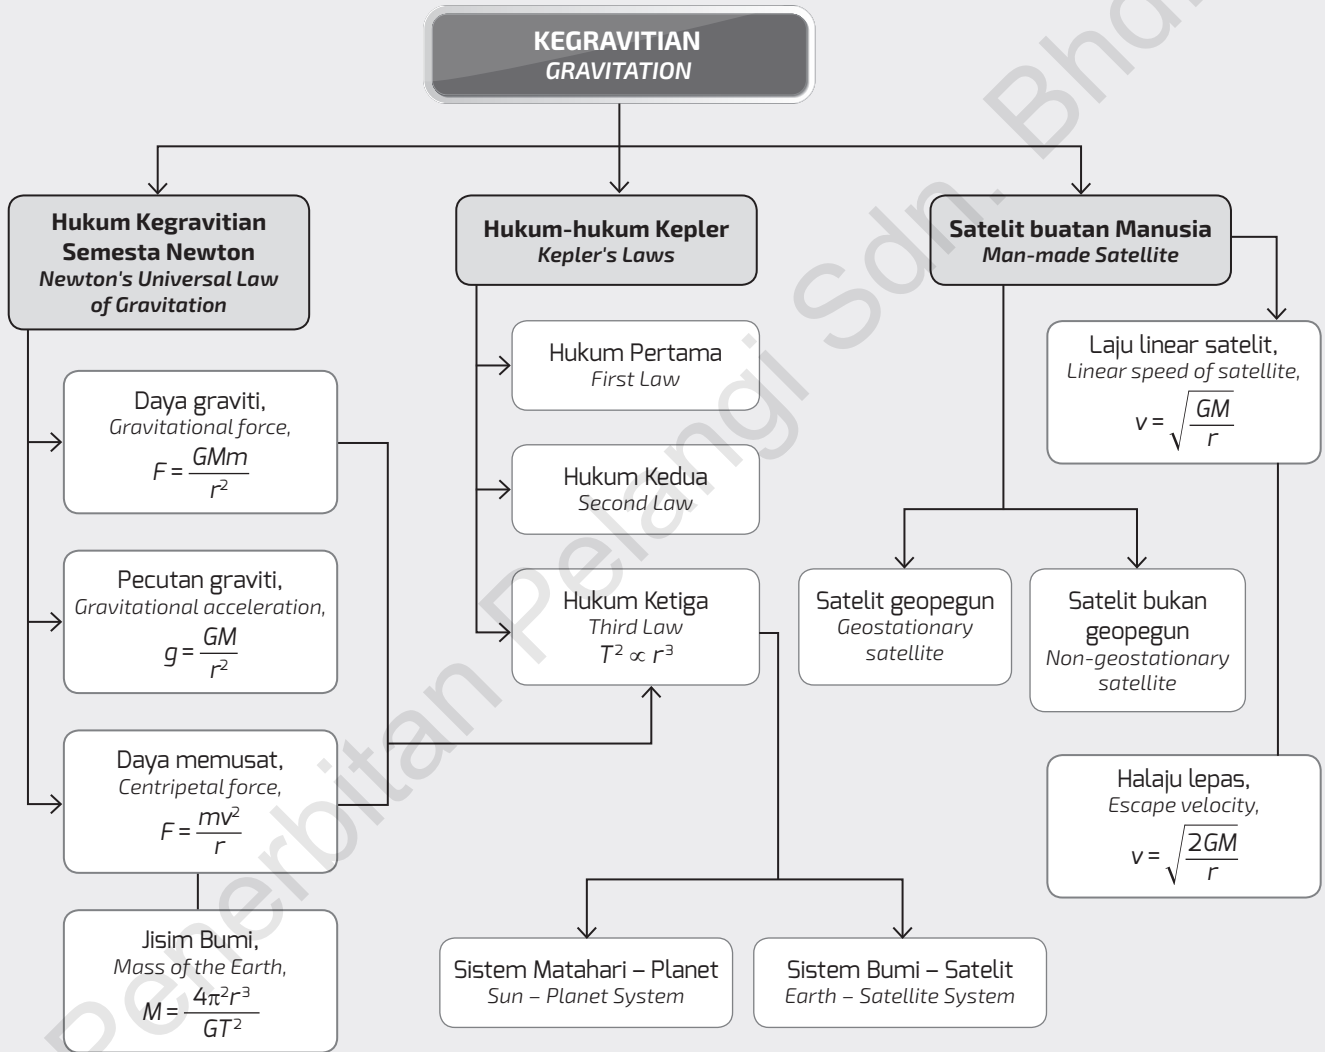 KEGRAVITIAN
GRAVITATION
Hukum Kegravitian
Semesta Newton
Newton's Universal Law
of Gravitation
Daya graviti,
Gravitational force,
F = GMm / r²
Pecutan graviti,
Gravitational acceleration,
g = GM / r²
Daya memusat,
Centripetal force,
F = mv² / r
Jisim Bumi,
Mass of the Earth,
M = 4π²r³ / GT²
Hukum-hukum Kepler
Kepler's Laws
Hukum Pertama
First Law
Hukum Kedua
Second Law
Hukum Ketiga
Third Law
T² ∝ r³
Sistem Matahari – Planet
Sun – Planet System
Sistem Bumi – Satelit
Earth – Satellite System
Satelit buatan Manusia
Man-made Satellite
Laju linear satelit,
Linear speed of satellite,
v = √(GM / r)
Satelit geopegun
Geostationary
satellite
Satelit bukan
geopegun
Non-geostationary
satellite
Halaju lepas,
Escape velocity,
v = √(2GM / r)
Penerbitan Pelangi Sdn. Bhd.